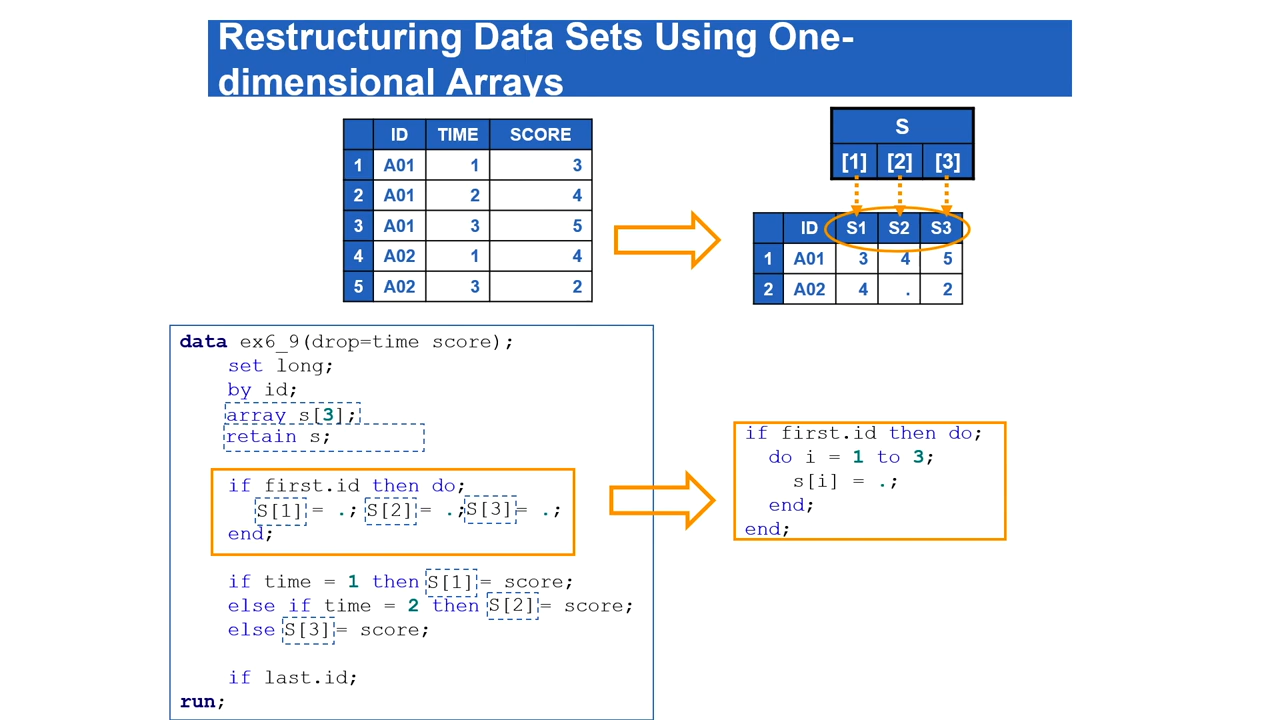 Restructuring Data Sets Using One-
dimensional Arrays
ID TIME SCORE
1 A01 1 3
2 A01 2 4
3 A01 3 5
4 A02 1 4
5 A02 3 2
S
[1] [2] [3]
ID S1 S2 S3
1 A01 3 4 5
2 A02 4 . 2
data ex6_9(drop=time score);
set long;
by id;
array s[3];
retain s;
if first.id then do;
S[1] = .; S[2] = .;S[3]= .;
end;
if time = 1 then S[1]= score;
else if time = 2 then S[2]= score;
else S[3]= score;
if last.id;
run;
if first.id then do;
do i = 1 to 3;
s[i] = .;
end;
end;